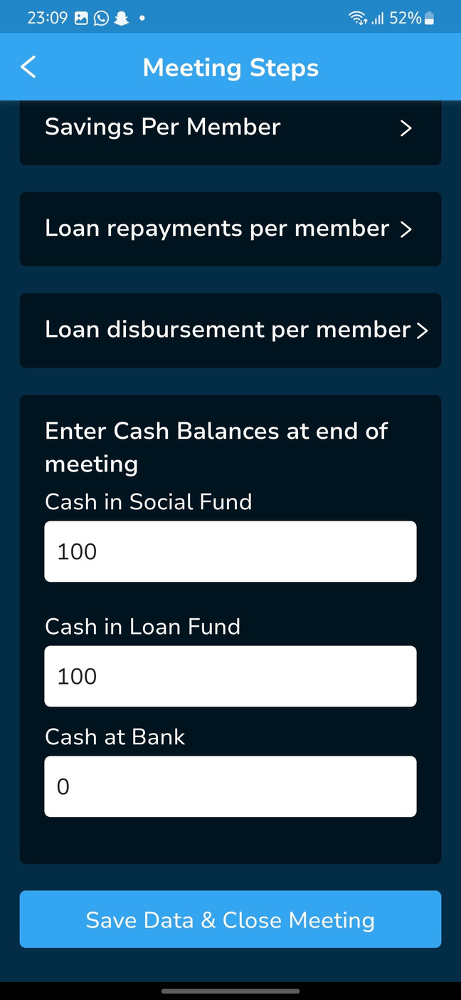 23:09
52%
Meeting Steps
Savings Per Member
Loan repayments per member
Loan disbursement per member
Enter Cash Balances at end of
meeting
Cash in Social Fund
100
Cash in Loan Fund
100
Cash at Bank
0
Save Data & Close Meeting